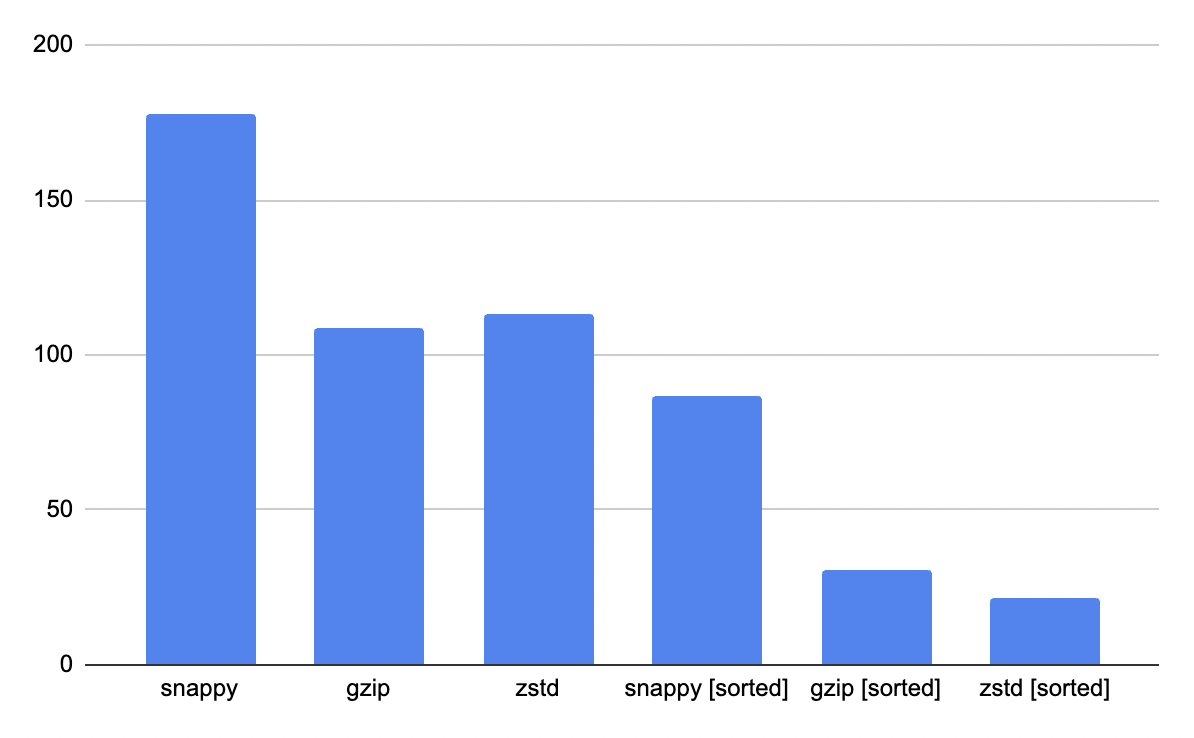 200
150
100
50
0
snappy
gzip
zstd
snappy [sorted]
gzip [sorted]
zstd [sorted]